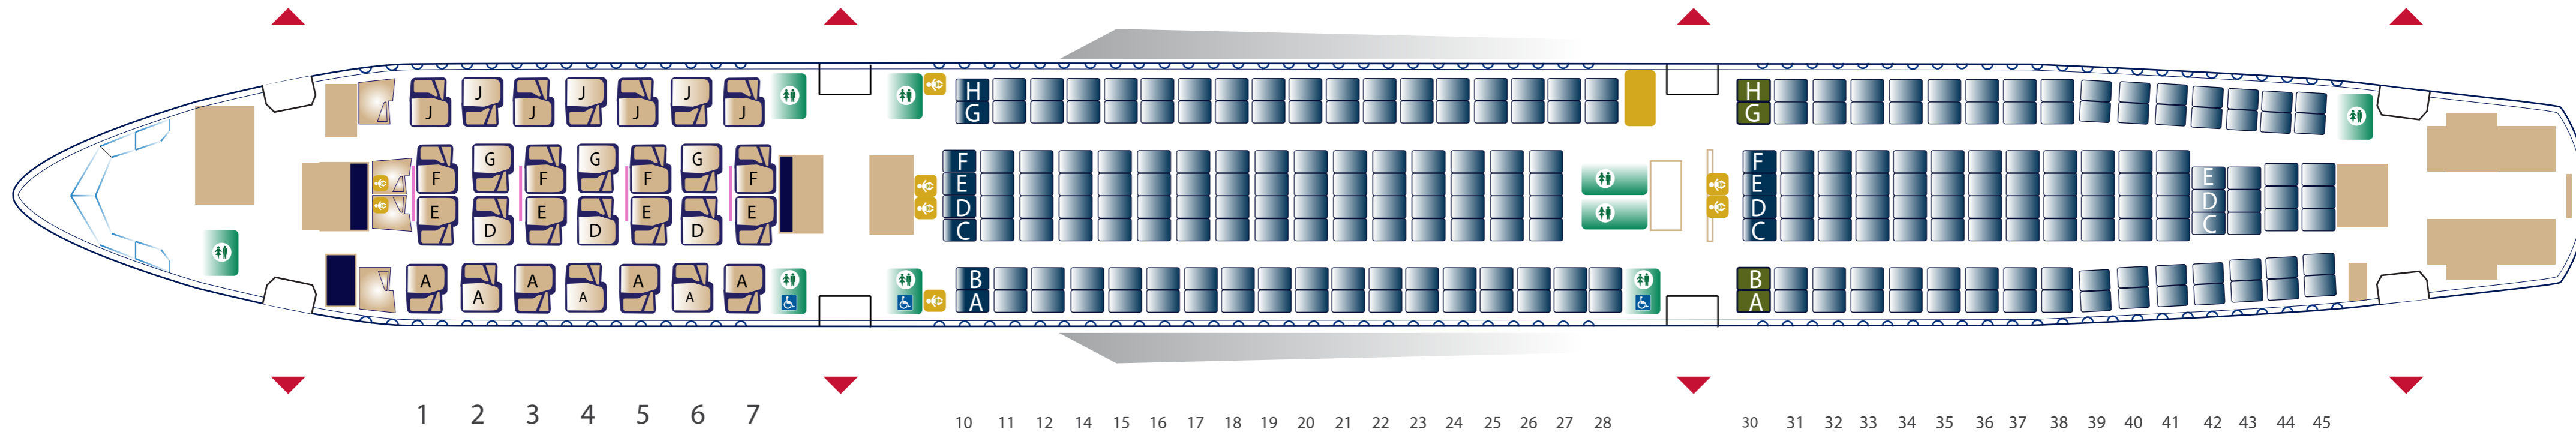 J J J J J J J
G G G
F F F F
E E E E
D D D
A A A A A A A
H H
G G
F F
E E E
D D D
C C C
B B
A A
1 2 3 4 5 6 7 10 11 12 14 15 16 17 18 19 20 21 22 23 24 25 26 27 28 30 31 32 33 34 35 36 37 38 39 40 41 42 43 44 45